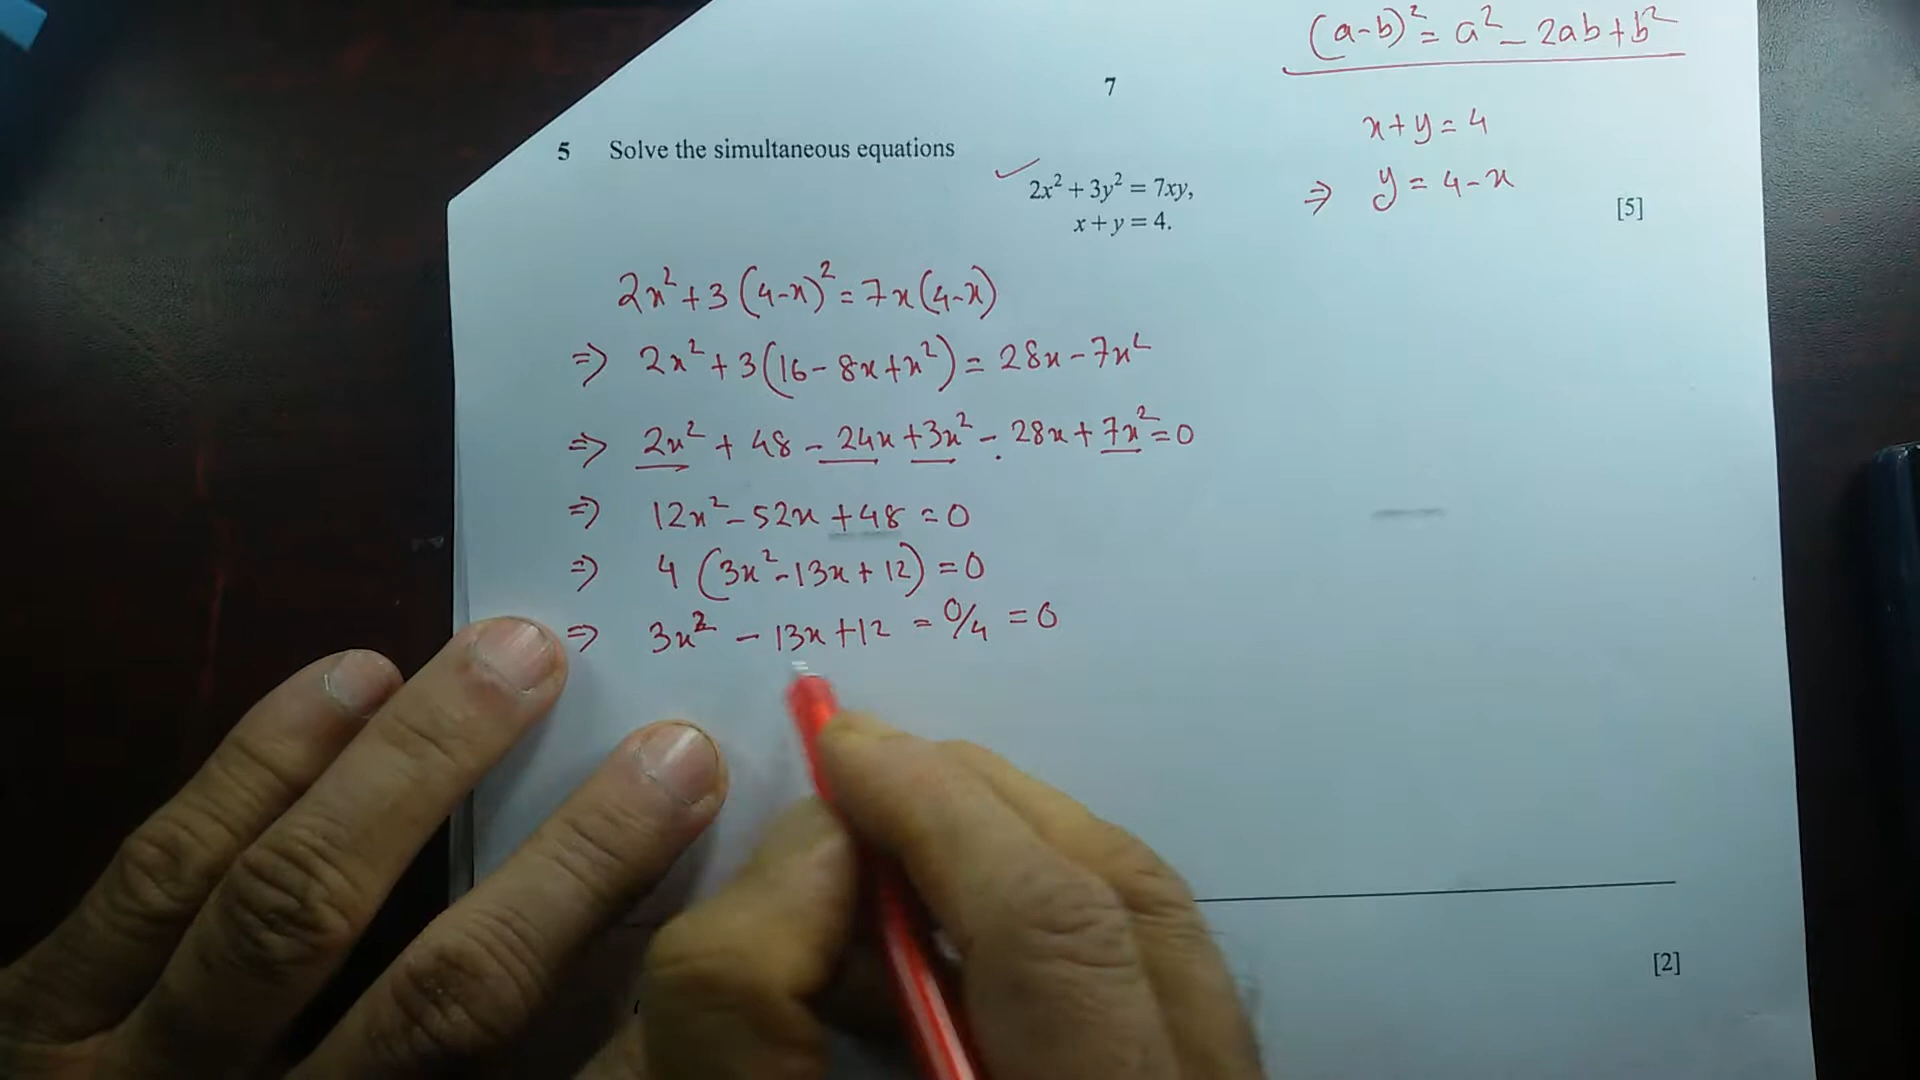 (a-b)² = a² - 2ab + b²
7
x + y = 4
5 Solve the simultaneous equations
⇒ y = 4 - x
2x² + 3y² = 7xy,
x + y = 4.
[5]
2x² + 3(4-x)² = 7x(4-x)
⇒ 2x² + 3(16 - 8x + x²) = 28x - 7x²
⇒ 2x² + 48 - 24x + 3x² - 28x + 7x² = 0
⇒ 12x² - 52x + 48 = 0
⇒ 4(3x² - 13x + 12) = 0
⇒ 3x² - 13x + 12 = 0/4 = 0
[2]